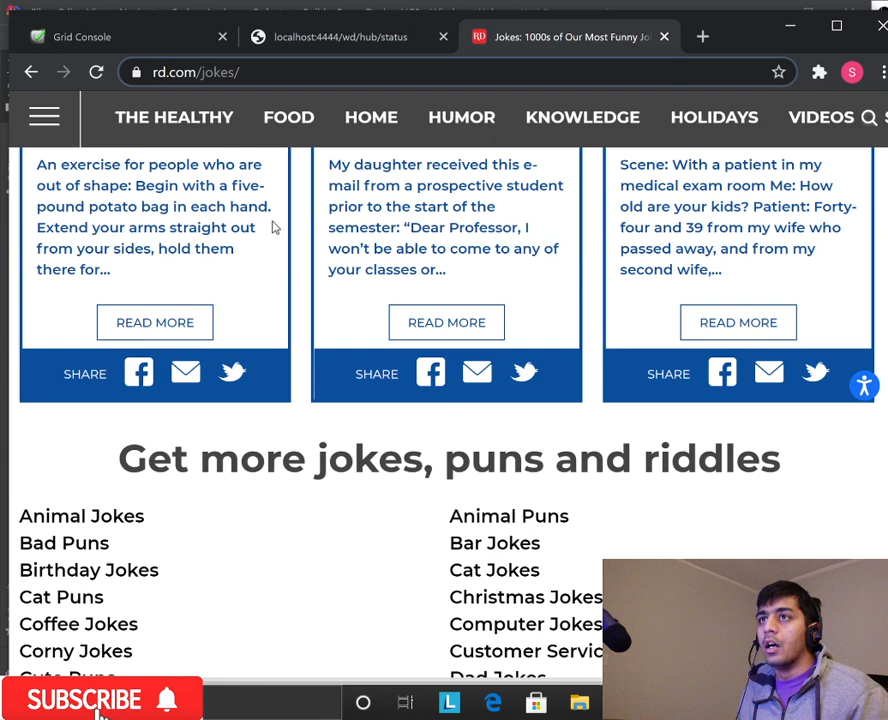 Grid Console
localhost:4444/wd/hub/status
RD Jokes: 1000s of Our Most Funny Jo
rd.com/jokes/
S
THE HEALTHY
FOOD
HOME
HUMOR
KNOWLEDGE
HOLIDAYS
VIDEOS
An exercise for people who are
out of shape: Begin with a five-
pound potato bag in each hand.
Extend your arms straight out
from your sides, hold them
there for...
READ MORE
SHARE
My daughter received this e-
mail from a prospective student
prior to the start of the
semester: “Dear Professor, I
won’t be able to come to any of
your classes or...
READ MORE
SHARE
Scene: With a patient in my
medical exam room Me: How
old are your kids? Patient: Forty-
four and 39 from my wife who
passed away, and from my
second wife,...
READ MORE
SHARE
Get more jokes, puns and riddles
Animal Jokes
Bad Puns
Birthday Jokes
Cat Puns
Coffee Jokes
Corny Jokes
Cute Puns
Animal Puns
Bar Jokes
Cat Jokes
Christmas Jokes
Computer Jokes
Customer Servic
Dad Jokes
SUBSCRIBE
L